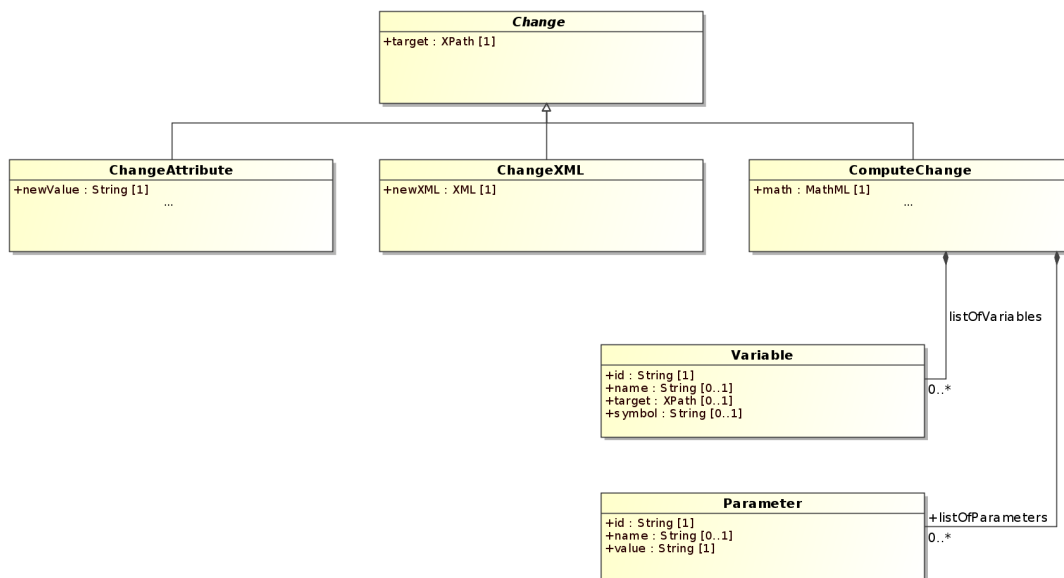 Change
+target : XPath [1]
ChangeAttribute
+newValue : String [1]
...
ChangeXML
+newXML : XML [1]
ComputeChange
+math : MathML [1]
...
listOfVariables
Variable
+id : String [1]
+name : String [0..1]
+target : XPath [0..1]
+symbol : String [0..1]
0..*
Parameter
+id : String [1]
+name : String [0..1]
+value : String [1]
+listOfParameters
0..*